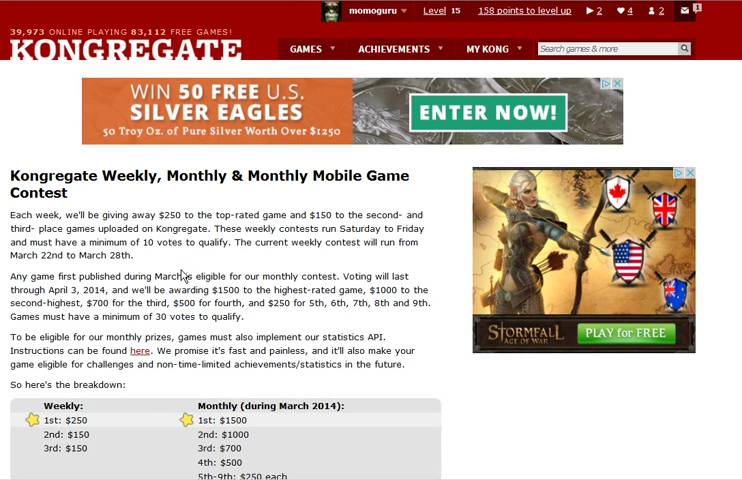 momoguru Level 15 158 points to level up 2 4 2 1
39,973 ONLINE PLAYING 83,112 FREE GAMES!
KONGREGATE
GAMES ACHIEVEMENTS MY KONG Search games & more
WIN 50 FREE U.S.
SILVER EAGLES
50 Troy Oz. of Pure Silver Worth Over $1250
ENTER NOW!
Kongregate Weekly, Monthly & Monthly Mobile Game
Contest
Each week, we'll be giving away $250 to the top-rated game and $150 to the second- and
third- place games uploaded on Kongregate. These weekly contests run Saturday to Friday
and must have a minimum of 10 votes to qualify. The current weekly contest will run from
March 22nd to March 28th.
Any game first published during March is eligible for our monthly contest. Voting will last
through April 3, 2014, and we'll be awarding $1500 to the highest-rated game, $1000 to the
second-highest, $700 for the third, $500 for fourth, and $250 for 5th, 6th, 7th, 8th and 9th.
Games must have a minimum of 30 votes to qualify.
To be eligible for our monthly prizes, games must also implement our statistics API.
Instructions can be found here. We promise it's fast and painless, and it'll also make your
game eligible for challenges and non-time-limited achievements/statistics in the future.
So here's the breakdown:
Weekly:
1st: $250
2nd: $150
3rd: $150
Monthly (during March 2014):
1st: $1500
2nd: $1000
3rd: $700
4th: $500
5th-9th: $250 each
STORMFALL
AGE OF WAR
PLAY for FREE